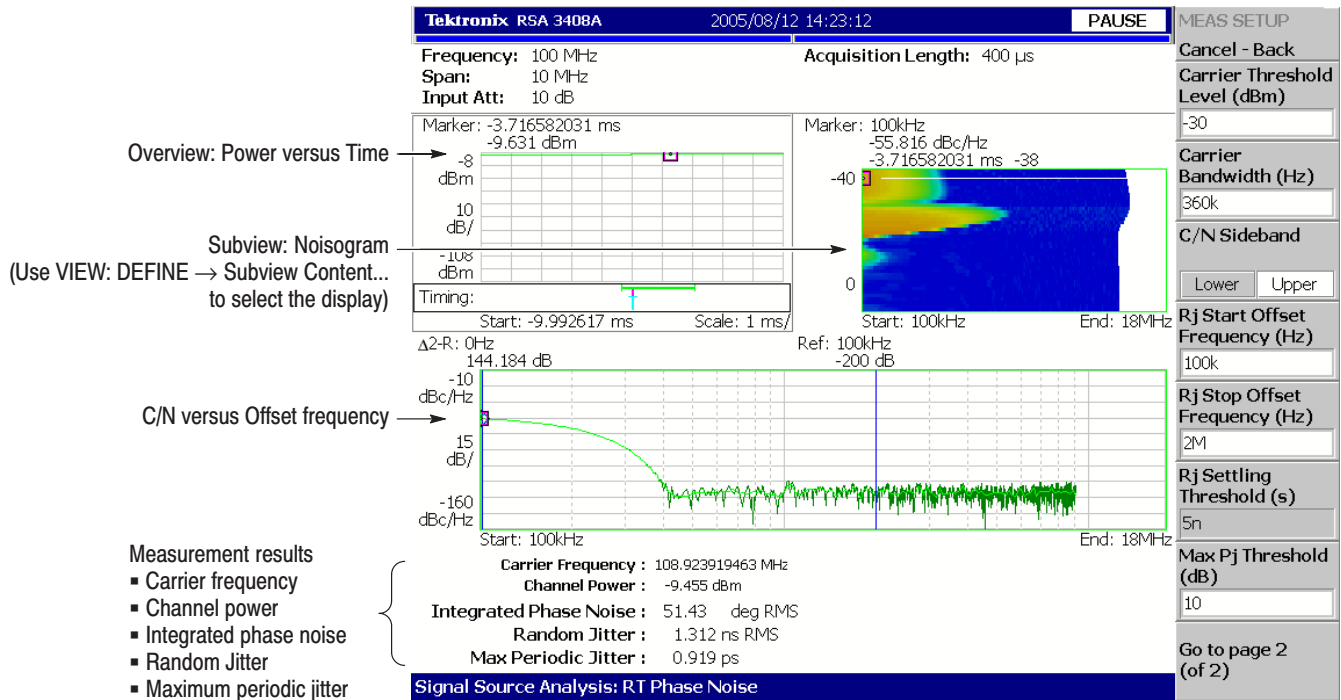 Tektronix RSA 3408A 2005/08/12 14:23:12 PAUSE
Frequency: 100 MHz Acquisition Length: 400 µs
Span: 10 MHz
Input Att: 10 dB
Overview: Power versus Time
Marker: -3.716582031 ms
-9.631 dBm
-8
dBm
10
dB/
-108
dBm
Timing:
Start: -9.992617 ms Scale: 1 ms/
Subview: Noisogram
(Use VIEW: DEFINE → Subview Content...
to select the display)
Marker: 100kHz
-55.816 dBc/Hz
-3.716582031 ms -38
-40
0
Start: 100kHz End: 18MHz
C/N versus Offset frequency
Δ2-R: 0Hz Ref: 100kHz
144.184 dB -200 dB
-10
dBc/Hz
15
dB/
-160
dBc/Hz
Start: 100kHz End: 18MHz
Measurement results
▪ Carrier frequency
▪ Channel power
▪ Integrated phase noise
▪ Random Jitter
▪ Maximum periodic jitter
Carrier Frequency : 108.923919463 MHz
Channel Power : -9.455 dBm
Integrated Phase Noise : 51.43 deg RMS
Random Jitter : 1.312 ns RMS
Max Periodic Jitter : 0.919 ps
Signal Source Analysis: RT Phase Noise
MEAS SETUP
Cancel - Back
Carrier Threshold
Level (dBm)
-30
Carrier
Bandwidth (Hz)
360k
C/N Sideband
Lower Upper
Rj Start Offset
Frequency (Hz)
100k
Rj Stop Offset
Frequency (Hz)
2M
Rj Settling
Threshold (s)
5n
Max Pj Threshold
(dB)
10
Go to page 2
(of 2)